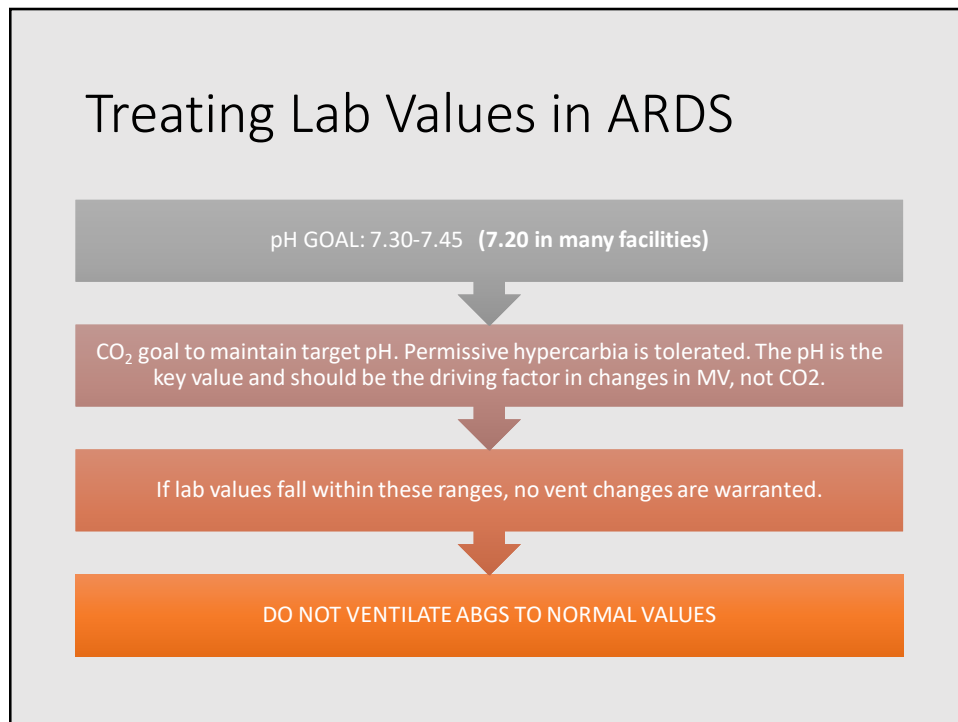 Treating Lab Values in ARDS
pH GOAL: 7.30-7.45 (7.20 in many facilities)
CO₂ goal to maintain target pH. Permissive hypercarbia is tolerated. The pH is the
key value and should be the driving factor in changes in MV, not CO2.
If lab values fall within these ranges, no vent changes are warranted.
DO NOT VENTILATE ABGS TO NORMAL VALUES